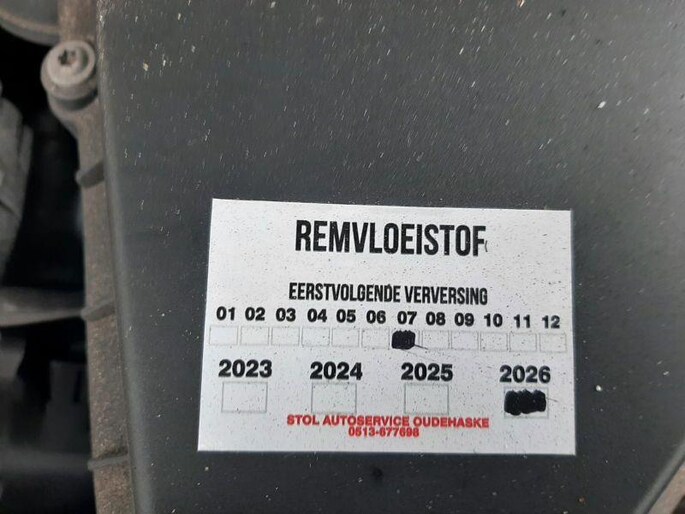 REMVLOEISTOF
EERSTVOLGENDE VERVERSING
01 02 03 04 05 06 07 08 09 10 11 12
2023 2024 2025 2026
STOL AUTOSERVICE OUDEHASKE
0513-677698